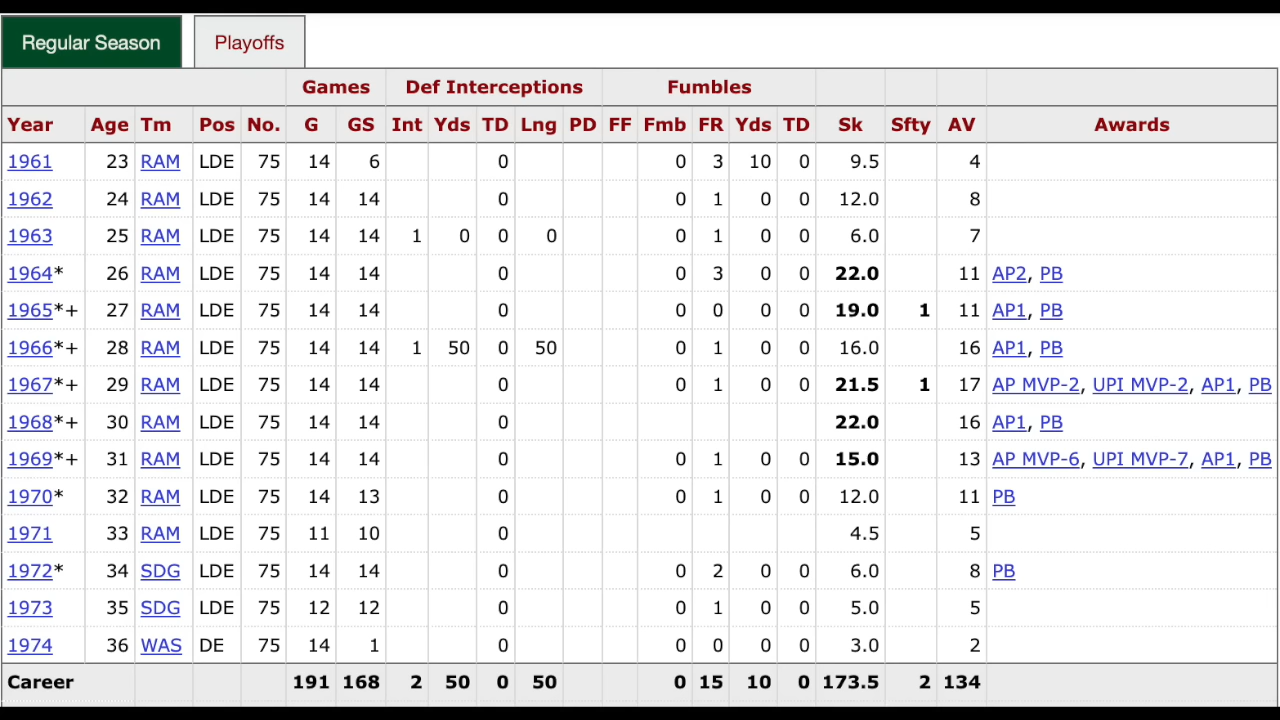 Regular Season Playoffs
Games Def Interceptions Fumbles
Year Age Tm Pos No. G GS Int Yds TD Lng PD FF Fmb FR Yds TD Sk Sfty AV Awards
1961 23 RAM LDE 75 14 6 0 0 3 10 0 9.5 4
1962 24 RAM LDE 75 14 14 0 0 1 0 0 12.0 8
1963 25 RAM LDE 75 14 14 1 0 0 0 0 1 0 0 6.0 7
1964* 26 RAM LDE 75 14 14 0 0 3 0 0 22.0 11 AP2, PB
1965*+ 27 RAM LDE 75 14 14 0 0 0 0 0 19.0 1 11 AP1, PB
1966*+ 28 RAM LDE 75 14 14 1 50 0 50 0 1 0 0 16.0 16 AP1, PB
1967*+ 29 RAM LDE 75 14 14 0 0 1 0 0 21.5 1 17 AP MVP-2, UPI MVP-2, AP1, PB
1968*+ 30 RAM LDE 75 14 14 0 22.0 16 AP1, PB
1969*+ 31 RAM LDE 75 14 14 0 0 1 0 0 15.0 13 AP MVP-6, UPI MVP-7, AP1, PB
1970* 32 RAM LDE 75 14 13 0 0 1 0 0 12.0 11 PB
1971 33 RAM LDE 75 11 10 0 4.5 5
1972* 34 SDG LDE 75 14 14 0 0 2 0 0 6.0 8 PB
1973 35 SDG LDE 75 12 12 0 0 1 0 0 5.0 5
1974 36 WAS DE 75 14 1 0 0 0 0 0 3.0 2
Career 191 168 2 50 0 50 0 15 10 0 173.5 2 134